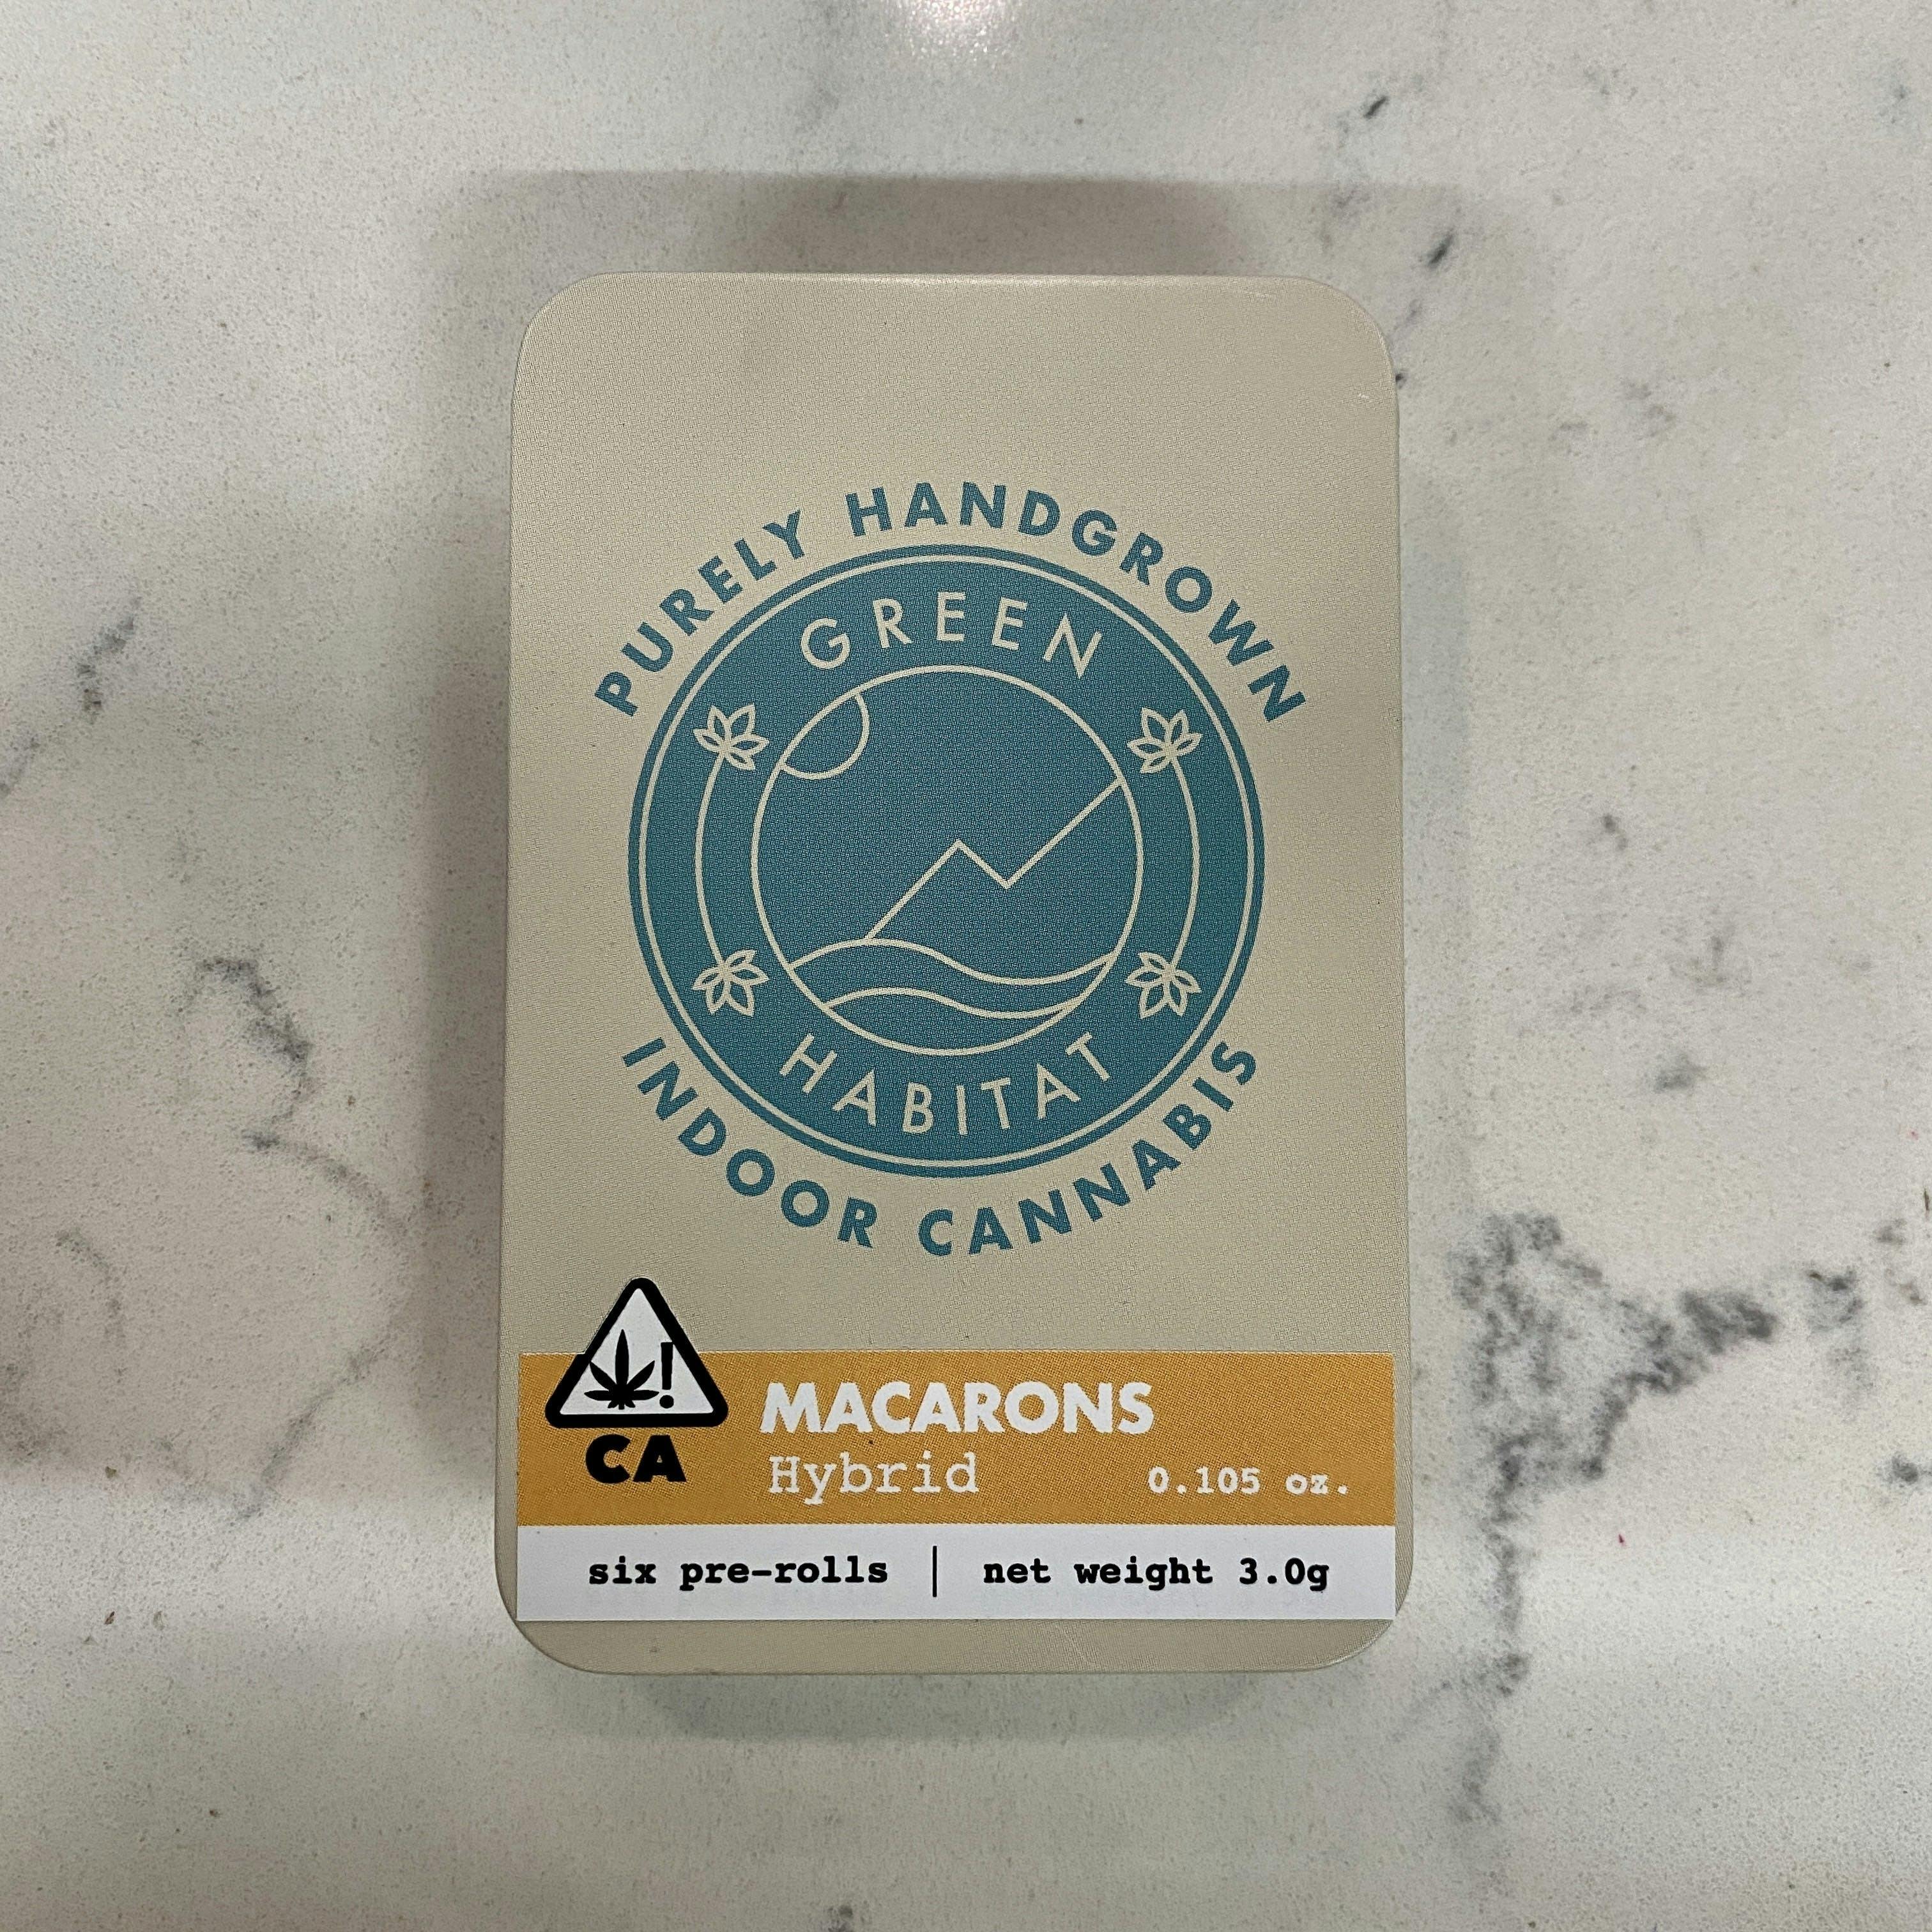 PURELY HANDGROWN
GREEN
HABITAT
INDOOR CANNABIS
!
CA
MACARONS
Hybrid
0.105 oz.
six pre-rolls | net weight 3.0g